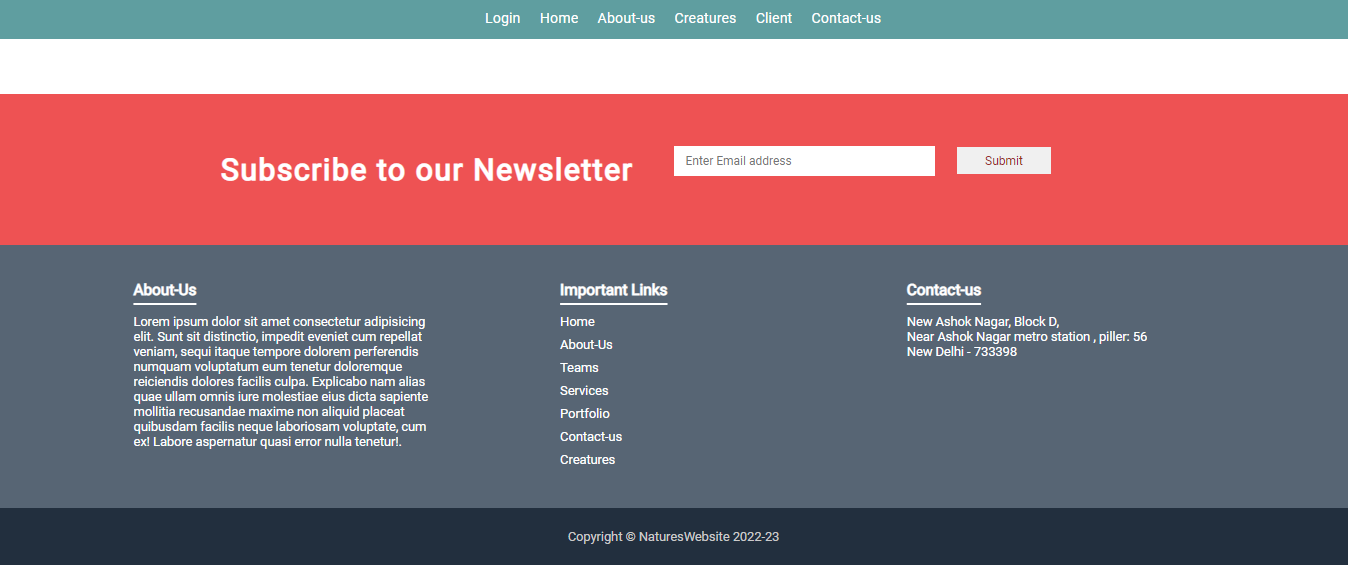 Login Home About-us Creatures Client Contact-us
Subscribe to our Newsletter
Enter Email address
Submit
About-Us
Lorem ipsum dolor sit amet consectetur adipisicing
elit. Sunt sit distinctio, impedit eveniet cum repellat
veniam, sequi itaque tempore dolorem perferendis
numquam voluptatum eum tenetur doloremque
reiciendis dolores facilis culpa. Explicabo nam alias
quae ullam omnis iure molestiae eius dicta sapiente
mollitia recusandae maxime non aliquid placeat
quibusdam facilis neque laboriosam voluptate, cum
ex! Labore aspernatur quasi error nulla tenetur!.
Important Links
Home
About-Us
Teams
Services
Portfolio
Contact-us
Creatures
Contact-us
New Ashok Nagar, Block D,
Near Ashok Nagar metro station , piller: 56
New Delhi - 733398
Copyright © NaturesWebsite 2022-23